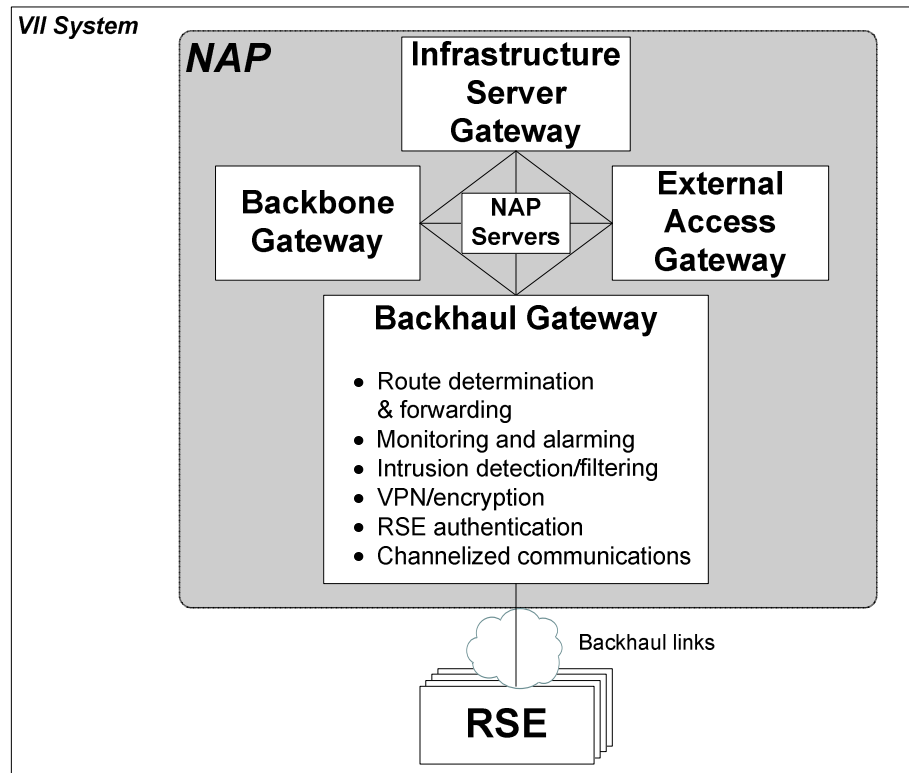 VII System
NAP
Infrastructure
Server
Gateway
Backbone
Gateway
NAP
Servers
External
Access
Gateway
Backhaul Gateway
• Route determination
& forwarding
• Monitoring and alarming
• Intrusion detection/filtering
• VPN/encryption
• RSE authentication
• Channelized communications
Backhaul links
RSE